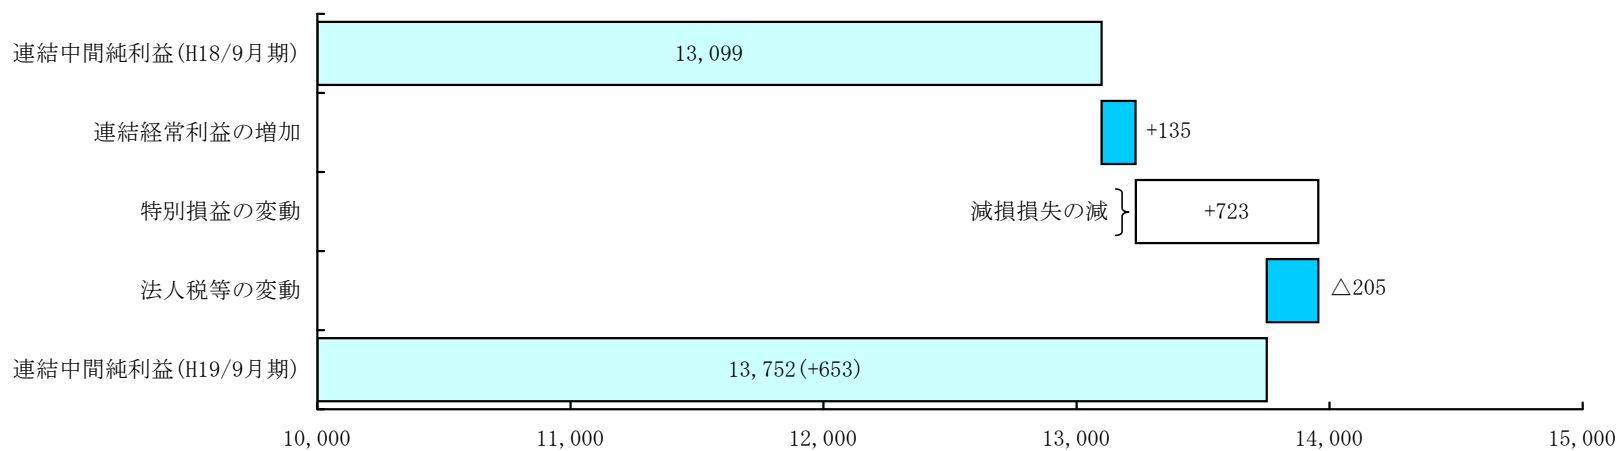 連結中間純利益(H18/9月期)
13,099
連結経常利益の増加
+135
特別損益の変動
減損損失の減
+723
法人税等の変動
△205
連結中間純利益(H19/9月期)
13,752(+653)
10,000 11,000 12,000 13,000 14,000 15,000